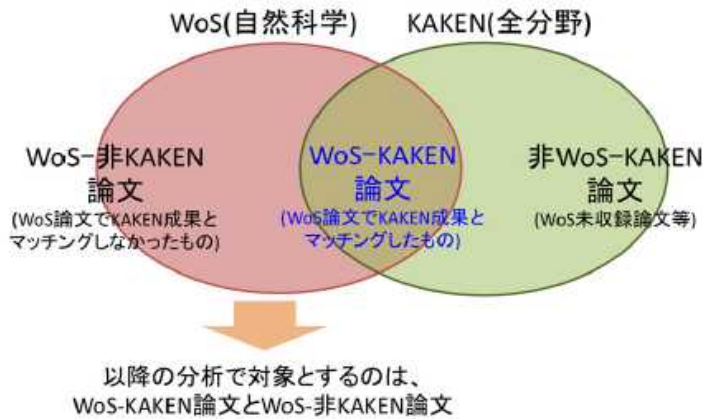 WoS(自然科学)
KAKEN(全分野)
WoS-非KAKEN
論文
(WoS論文でKAKEN成果と
マッチングしなかったもの)
WoS-KAKEN
論文
(WoS論文でKAKEN成果と
マッチングしたもの)
非WoS-KAKEN
論文
(WoS未収録論文等)
以降の分析で対象とするのは、
WoS-KAKEN論文とWoS-非KAKEN論文